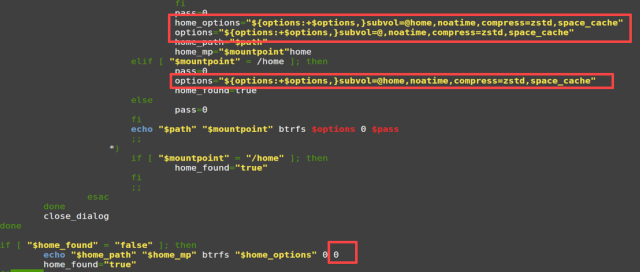 fi
pass=0
home_options="${options:+$options,}subvol=@home,noatime,compress=zstd,space_cache"
options="${options:+$options,}subvol=@,noatime,compress=zstd,space_cache"
home_path="$path"
home_mp="$mountpoint"home
elif [ "$mountpoint" = /home ]; then
pass=0
options="${options:+$options,}subvol=@home,noatime,compress=zstd,space_cache"
home_found=true
else
pass=0
fi
echo "$path" "$mountpoint" btrfs $options 0 $pass
;;
*)
if [ "$mountpoint" = "/home" ]; then
home_found="true"
fi
;;
esac
done
close_dialog
done
if [ "$home_found" = "false" ]; then
echo "$home_path" "$home_mp" btrfs "$home_options" 0 0
home_found="true"